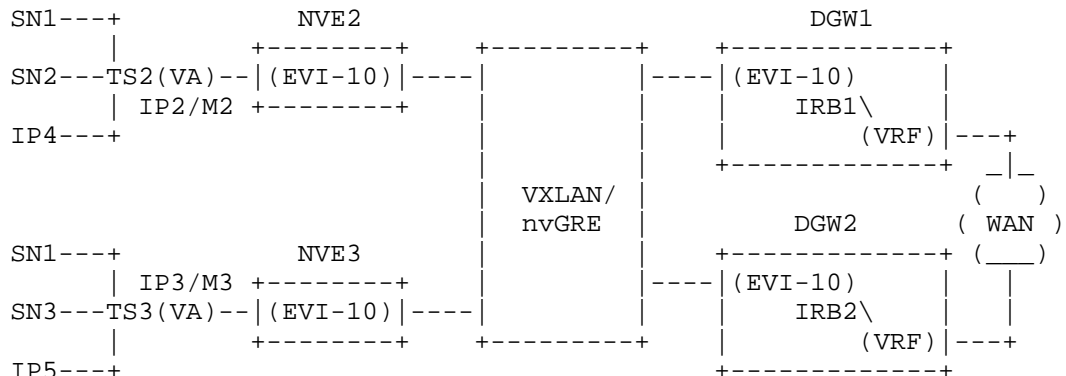 SN1---+ NVE2 DGW1
| +--------+ +---------+ +-------------+
SN2---TS2(VA)--|(EVI-10)|----| |----|(EVI-10) |
| IP2/M2 +--------+ | | | IRB1\ |
IP4---+ | | | (VRF)|---+
| | +-------------+ _|_
| VXLAN/ | ( )
| nvGRE | DGW2 ( WAN )
SN1---+ NVE3 | | +-------------+ (___)
| IP3/M3 +--------+ | |----|(EVI-10) | |
SN3---TS3(VA)--|(EVI-10)|----| | | IRB2\ | |
| +--------+ +---------+ | (VRF)|---+
IP5---+ +-------------+